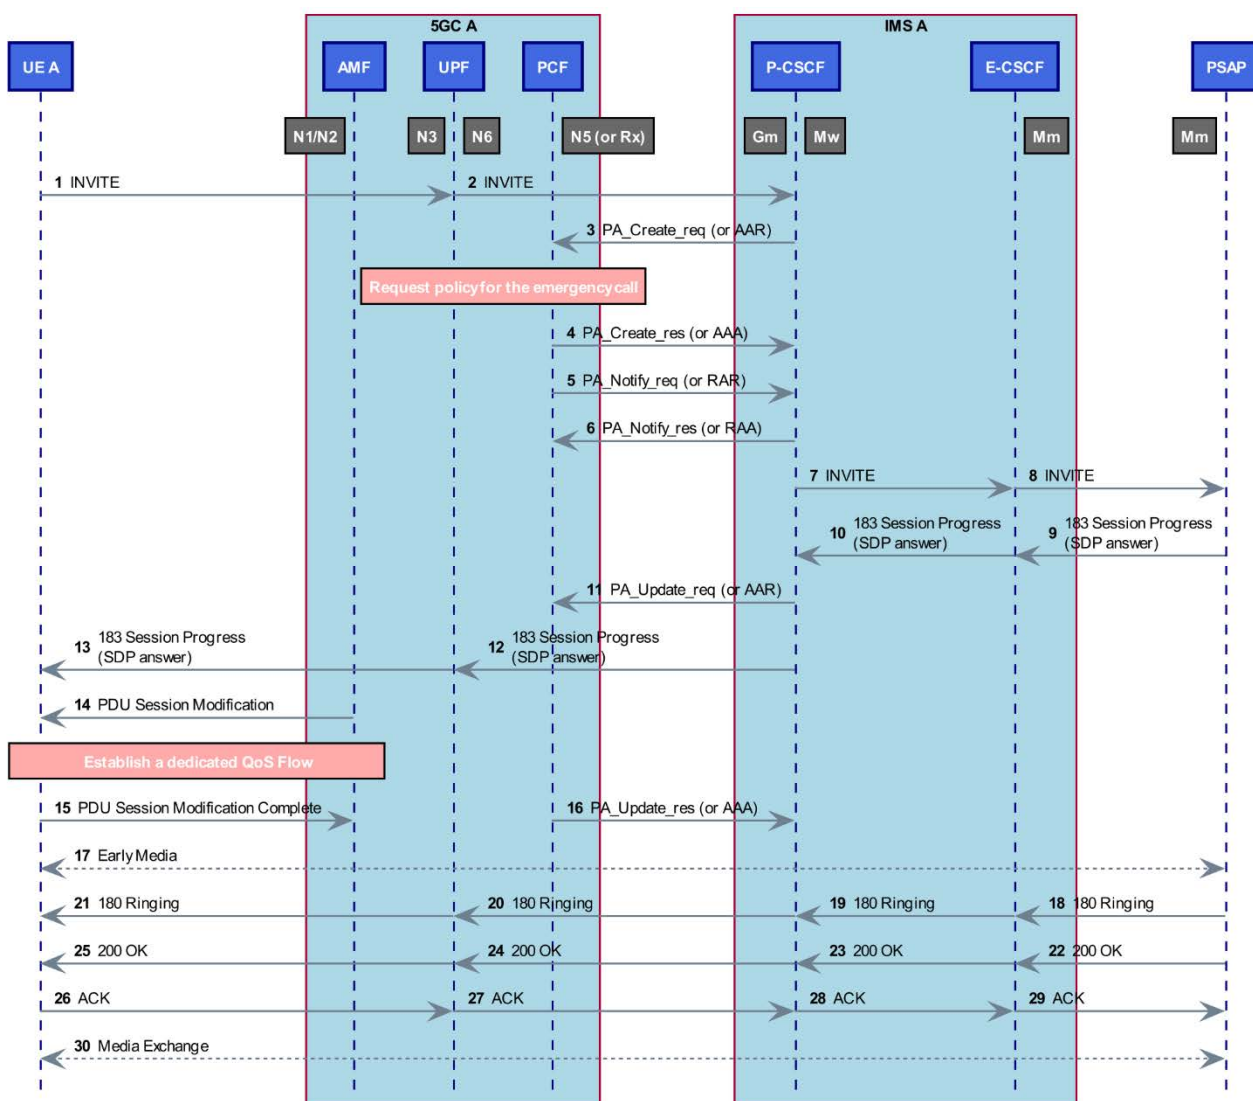 5GC A
IMS A
UE A
AMF
UPF
PCF
P-CSCF
E-CSCF
PSAP
N1/N2
N3
N6
N5 (or Rx)
Gm
Mw
Mm
Mm
1 INVITE
2 INVITE
3 PA_Create_req (or AAR)
Request policy for the emergency call
4 PA_Create_res (or AAA)
5 PA_Notify_req (or RAR)
6 PA_Notify_res (or RAA)
7 INVITE
8 INVITE
10 183 Session Progress
(SDP answer)
9 183 Session Progress
(SDP answer)
11 PA_Update_req (or AAR)
13 183 Session Progress
(SDP answer)
12 183 Session Progress
(SDP answer)
14 PDU Session Modification
Establish a dedicated QoS Flow
15 PDU Session Modification Complete
16 PA_Update_res (or AAA)
17 Early Media
21 180 Ringing
20 180 Ringing
19 180 Ringing
18 180 Ringing
25 200 OK
24 200 OK
23 200 OK
22 200 OK
26 ACK
27 ACK
28 ACK
29 ACK
30 Media Exchange